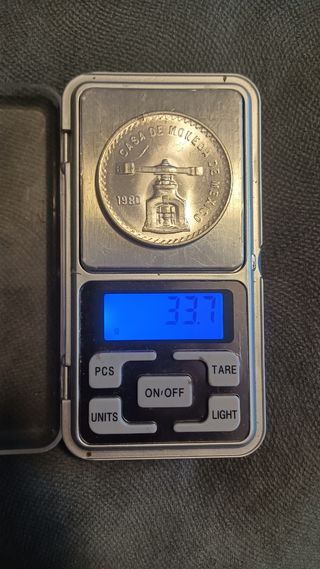 CASA DE MONEDA DE MEXICO
1980
33.7
g
PCS
TARE
ON/OFF
UNITS
LIGHT